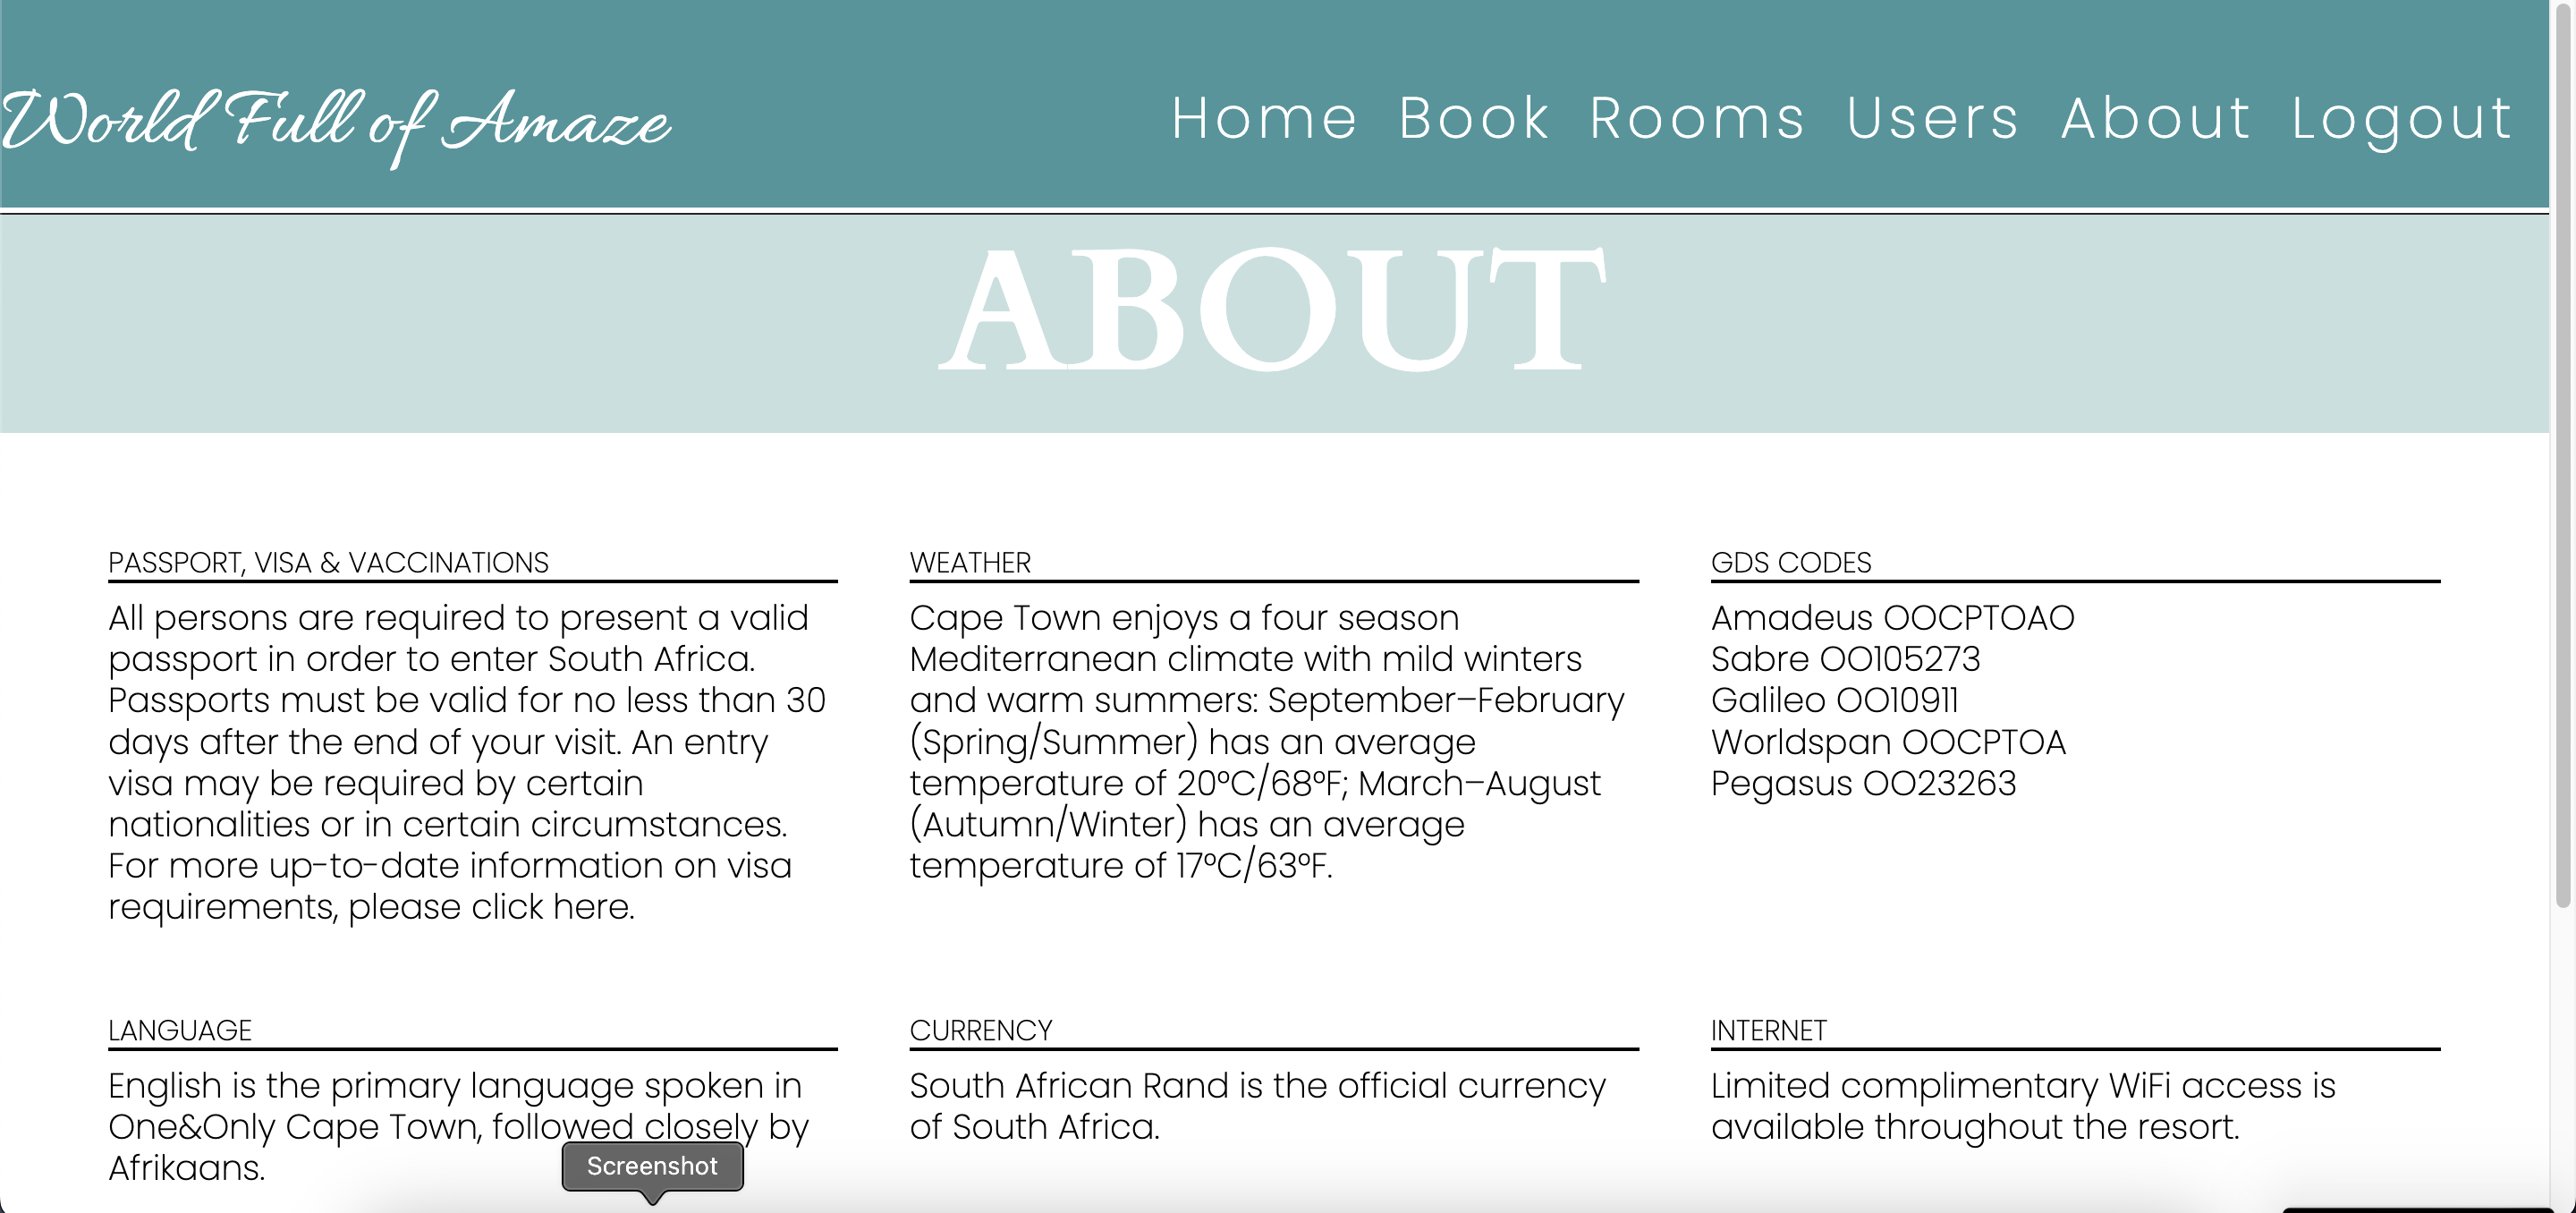 World Full of Amaze
Home Book Rooms Users About Logout
ABOUT
PASSPORT, VISA & VACCINATIONS
All persons are required to present a valid
passport in order to enter South Africa.
Passports must be valid for no less than 30
days after the end of your visit. An entry
visa may be required by certain
nationalities or in certain circumstances.
For more up-to-date information on visa
requirements, please click here.
WEATHER
Cape Town enjoys a four season
Mediterranean climate with mild winters
and warm summers: September–February
(Spring/Summer) has an average
temperature of 20ºC/68ºF; March–August
(Autumn/Winter) has an average
temperature of 17ºC/63ºF.
GDS CODES
Amadeus OOCPTOAO
Sabre OO105273
Galileo OO10911
Worldspan OOCPTOA
Pegasus OO23263
LANGUAGE
English is the primary language spoken in
One&Only Cape Town, followed closely by
Afrikaans.
CURRENCY
South African Rand is the official currency
of South Africa.
INTERNET
Limited complimentary WiFi access is
available throughout the resort.
Screenshot